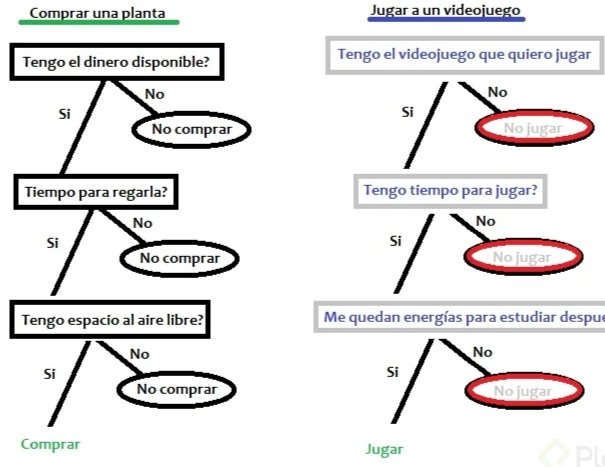 Comprar una planta
Tengo el dinero disponible?
Si
No
No comprar
Tiempo para regarla?
Si
No
No comprar
Tengo espacio al aire libre?
Si
No
No comprar
Comprar
Jugar a un videojuego
Tengo el videojuego que quiero jugar
Si
No
No jugar
Tengo tiempo para jugar?
Si
No
No jugar
Me quedan energías para estudiar despue
Si
No
No jugar
Jugar